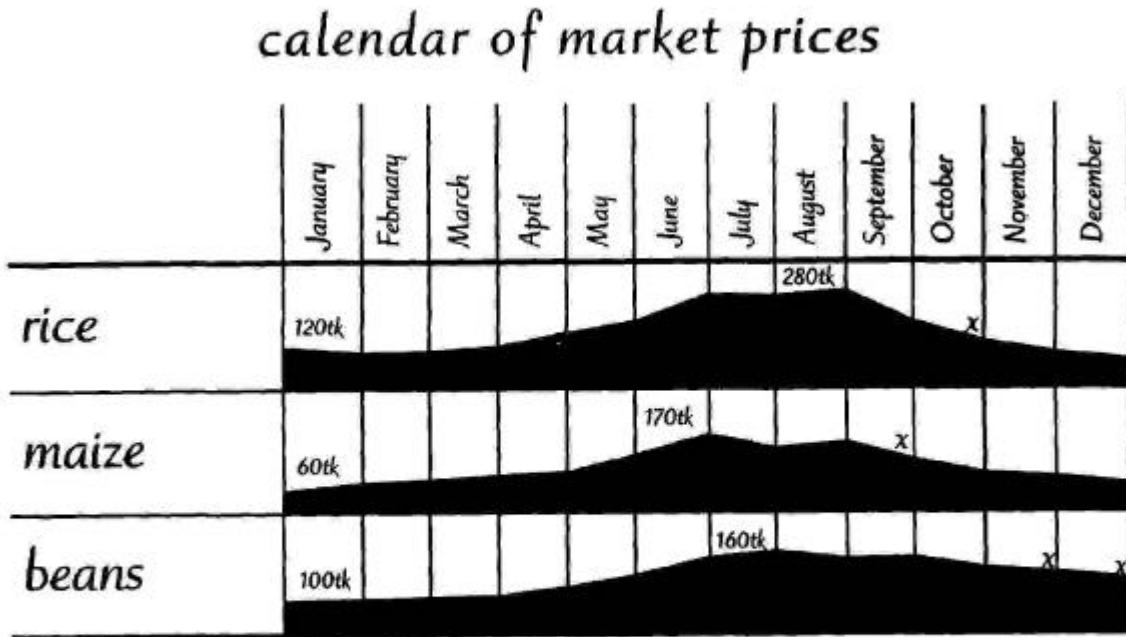 calendar of market prices
January February March April May June July August September October November December
rice 120tk 280tk x
maize 60tk 170tk x
beans 100tk 160tk x x